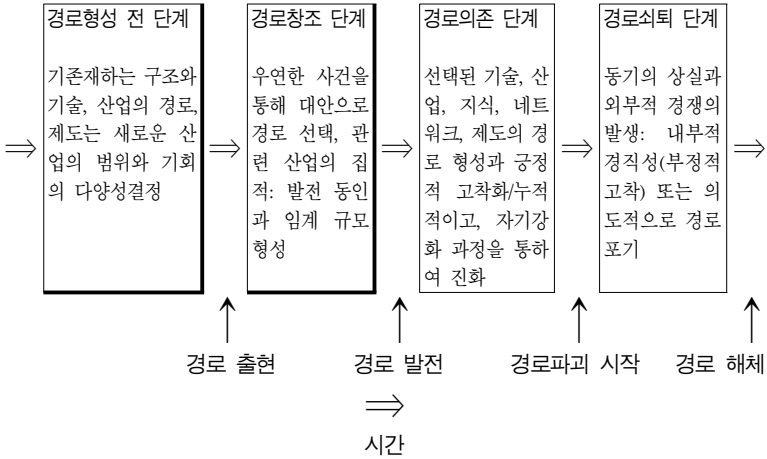 경로형성 전 단계
기존재하는 구조와
기술, 산업의 경로,
제도는 새로운 산
업의 범위와 기회
의 다양성결정
경로창조 단계
우연한 사건을
통해 대안으로
경로 선택, 관
련 산업의 집
적: 발전 동인
과 임계 규모
형성
경로의존 단계
선택된 기술, 산
업, 지식, 네트
워크, 제도의 경
로 형성과 긍정
적 고착화/누적
적이고, 자기강
화 과정을 통하
여 진화
경로쇠퇴 단계
동기의 상실과
외부적 경쟁의
발생: 내부적
경직성(부정적
고착) 또는 의
도적으로 경로
포기
경로 출현
경로 발전
경로파괴 시작
경로 해체
시간